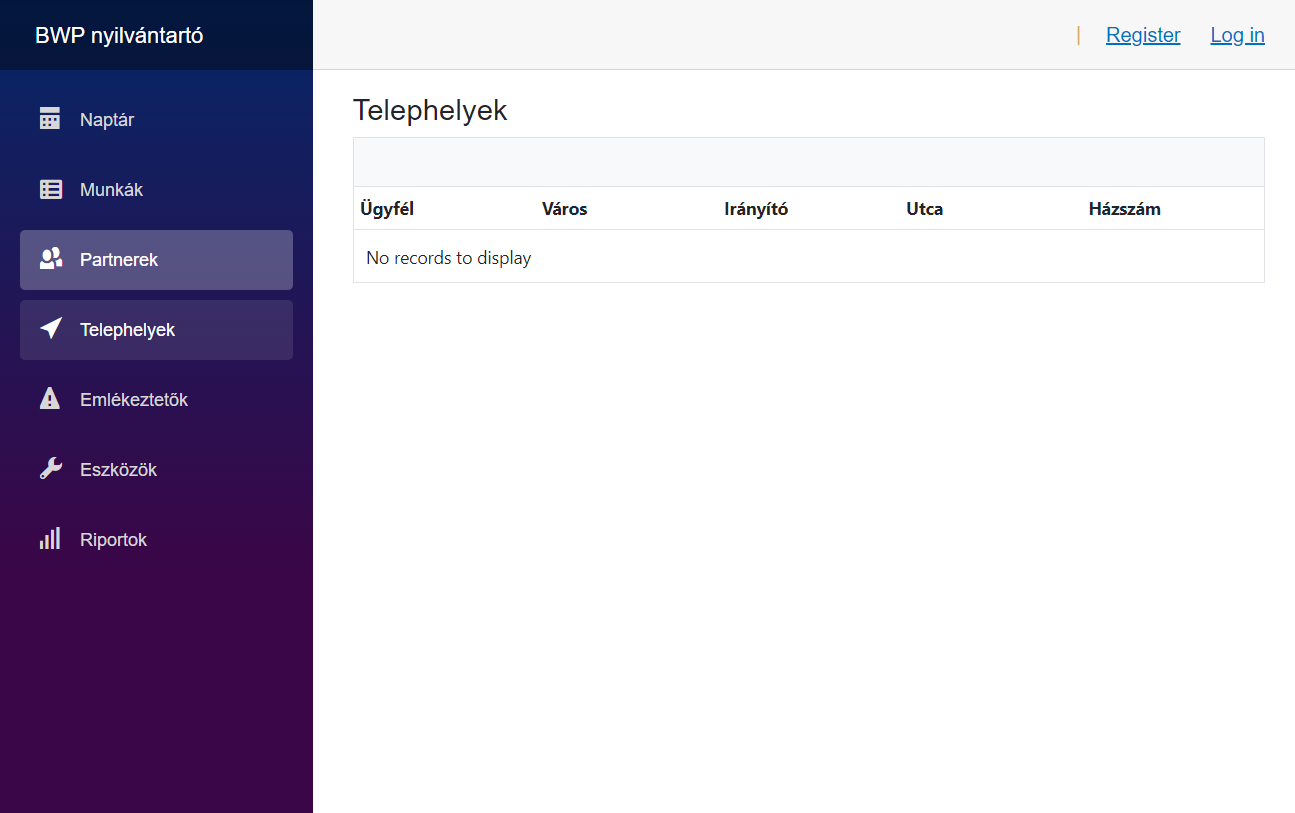 BWP nyilvántartó
| Register Log in
Naptár
Munkák
Partnerek
Telephelyek
Emlékeztetők
Eszközök
Riportok
Telephelyek
Ügyfél Város Irányító Utca Házszám
No records to display